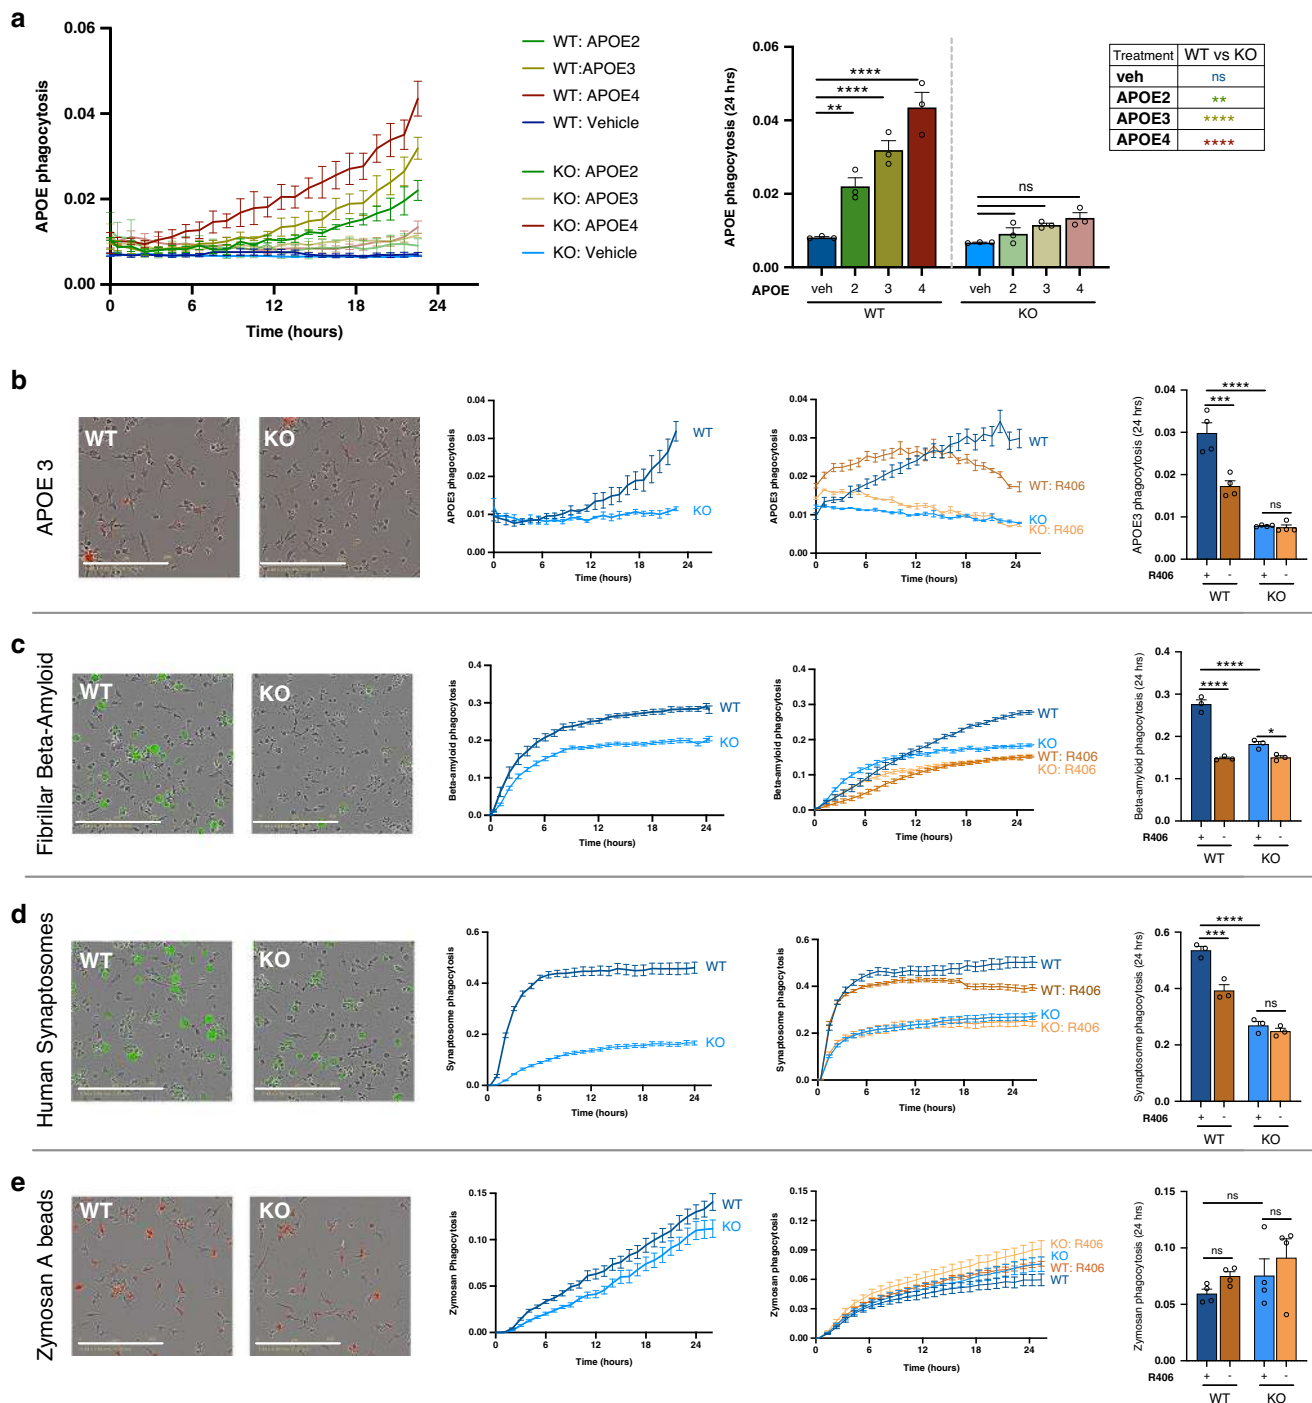 a
0.06
0.04
0.02
0.00
APOE phagocytosis
0 6 12 18 24
Time (hours)
WT: APOE2
WT:APOE3
WT: APOE4
WT: Vehicle
KO: APOE2
KO: APOE3
KO: APOE4
KO: Vehicle
0.06
0.04
0.02
0.00
APOE phagocytosis (24 hrs)
****
****
**
ns
APOE veh 2 3 4 veh 2 3 4
WT KO
Treatment WT vs KO
veh ns
APOE2 **
APOE3 ****
APOE4 ****
b
APOE 3
WT
KO
0.04
0.03
0.02
0.01
0.00
APOE3 phagocytosis
WT
KO
0 6 12 18 24
Time (hours)
0.04
0.03
0.02
0.01
0.00
APOE3 phagocytosis
WT
WT: R406
KO
KO: R406
0 6 12 18 24
Time (hours)
0.04
0.03
0.02
0.01
0.00
APOE3 phagocytosis (24 hrs)
****
***
ns
R406 + - + -
WT KO
c
Fibrillar Beta-Amyloid
WT
KO
0.4
0.3
0.2
0.1
0.0
Beta-amyloid phagocytosis
WT
KO
0 6 12 18 24
Time (hours)
0.4
0.3
0.2
0.1
0.0
Beta-amyloid phagocytosis
WT
KO
WT: R406
KO: R406
0 6 12 18 24
Time (hours)
0.4
0.3
0.2
0.1
0.0
Beta-amyloid phagocytosis (24 hrs)
****
****
*
R406 + - + -
WT KO
d
Human Synaptosomes
WT
KO
0.6
0.4
0.2
0.0
Synaptosome phagocytosis
WT
KO
0 6 12 18 24
Time (hours)
0.6
0.4
0.2
0.0
Synaptosome phagocytosis
WT
WT: R406
KO
KO: R406
0 6 12 18 24
Time (hours)
0.6
0.4
0.2
0.0
Synaptosome phagocytosis (24 hrs)
****
***
ns
R406 + - + -
WT KO
e
Zymosan A beads
WT
KO
0.15
0.10
0.05
0.00
Zymosan Phagocytosis
WT
KO
0 6 12 18 24
Time (hours)
0.15
0.12
0.09
0.06
0.03
0.00
Zymosan phagocytosis
KO: R406
KO
WT: R406
WT
0 6 12 18 24
Time (hours)
0.15
0.10
0.05
0.00
Zymosan phagocytosis (24 hrs)
ns
ns
ns
R406 + - + -
WT KO